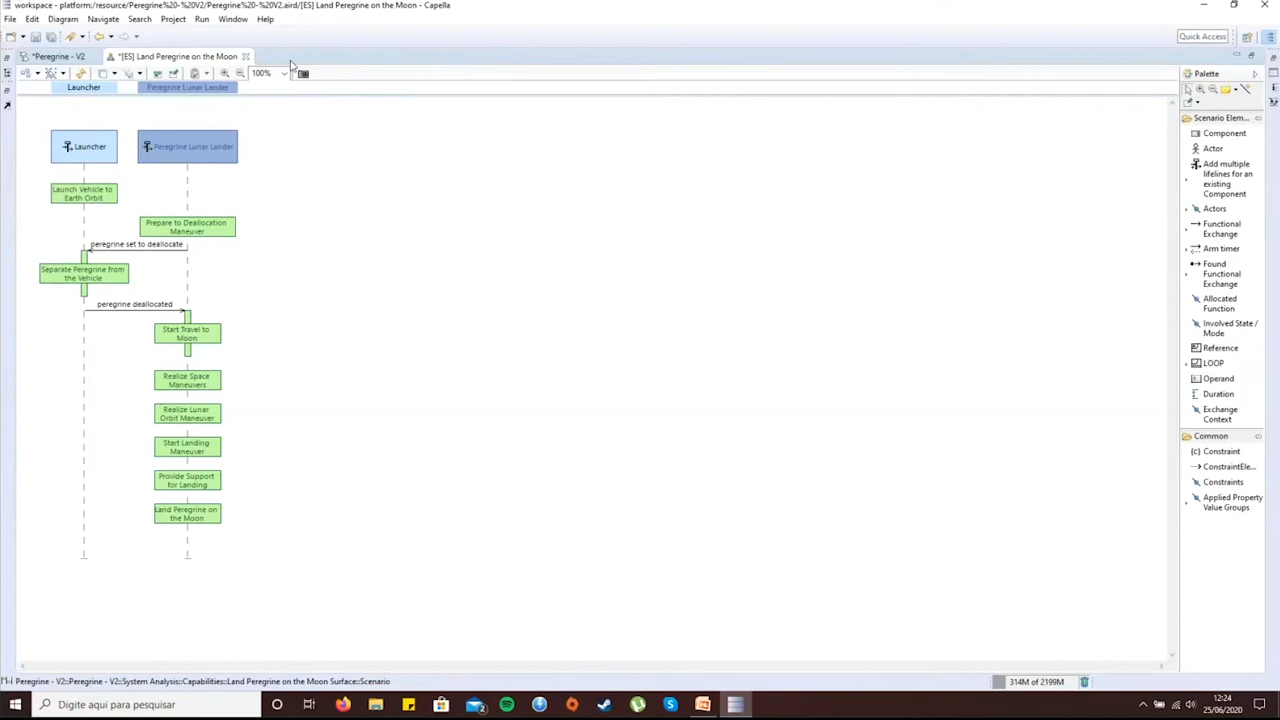 workspace - platform:/resource/Peregrine%20-%20V2/Peregrine%20-%20V2.aird/[ES] Land Peregrine on the Moon - Capella
File Edit Diagram Navigate Search Project Run Window Help
Quick Access
*Peregrine - V2
*[ES] Land Peregrine on the Moon
100%
Launcher
Peregrine Lunar Lander
Launcher
Peregrine Lunar Lander
Launch Vehicle to
Earth Orbit
Prepare to Deallocation
Maneuver
peregrine set to deallocate
Separate Peregrine from
the Vehicle
peregrine deallocated
Start Travel to
Moon
Realize Space
Maneuvers
Realize Lunar
Orbit Maneuver
Start Landing
Maneuver
Provide Support
for Landing
Land Peregrine on
the Moon
Palette
Scenario Elem...
Component
Actor
Add multiple
lifelines for an
existing
Component
Actors
Functional
Exchange
Arm timer
Found
Functional
Exchange
Allocated
Function
Involved State /
Mode
Reference
LOOP
Operand
Duration
Exchange
Context
Common
(c) Constraint
ConstraintEle...
Constraints
Applied Property
Value Groups
Peregrine - V2::Peregrine - V2::System Analysis::Capabilities::Land Peregrine on the Moon Surface::Scenario
314M of 2199M
Digite aqui para pesquisar
12:24
25/06/2020